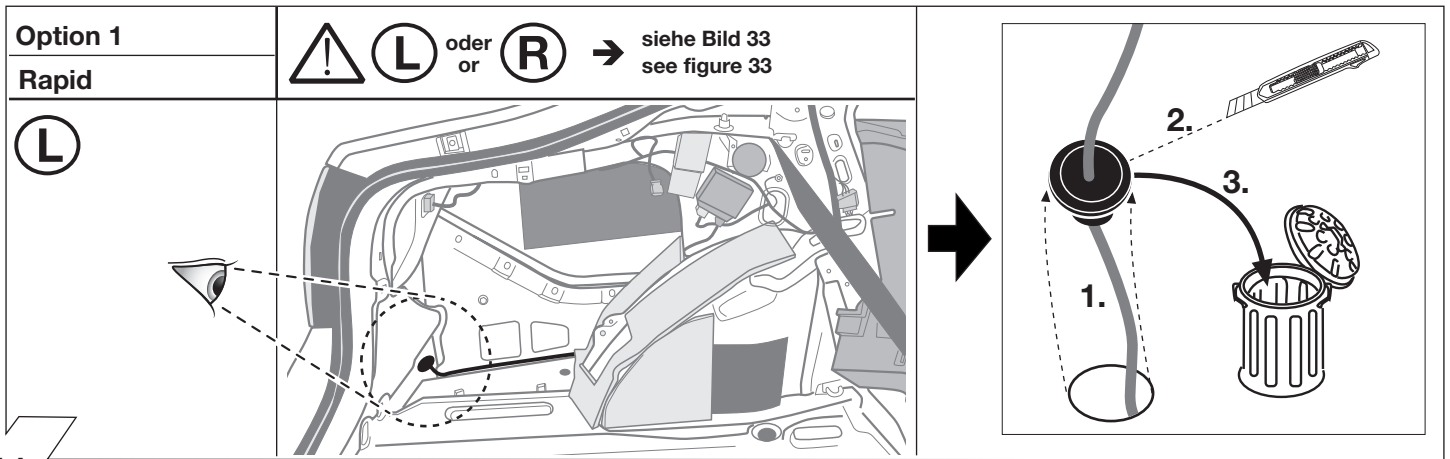 Option 1
Rapid
L
L oder or R → siehe Bild 33
see figure 33
1.
2.
3.